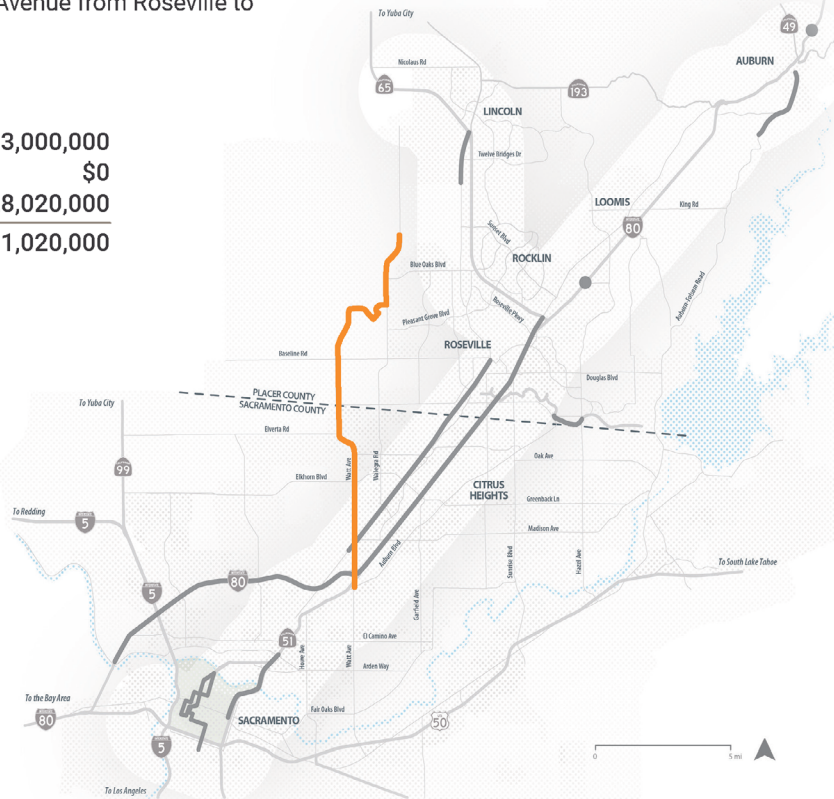 Avenue from Roseville to
3,000,000
$0
8,020,000
1,020,000
To Yuba City
49
AUBURN
Nicolaus Rd
65
193
LINCOLN
Twelve Bridges Dr
LOOMIS
King Rd
80
Sunset Blvd
ROCKLIN
Blue Oaks Blvd
Auburn-Folsom Road
Roseville Pkwy
Pleasant Grove Blvd
ROSEVILLE
Baseline Rd
Douglas Blvd
PLACER COUNTY
SACRAMENTO COUNTY
To Yuba City
Elverta Rd
Watt Ave
Walerga Rd
Oak Ave
99
Elkhorn Blvd
CITRUS
HEIGHTS
Greenback Ln
To Redding
5
Madison Ave
Auburn Blvd
Sunrise Blvd
Hazel Ave
To South Lake Tahoe
80
5
Garfield Ave
51
El Camino Ave
Howe Ave
Watt Ave
Arden Way
To the Bay Area
80
Fair Oaks Blvd
SACRAMENTO
50
5
0
5 mi
To Los Angeles